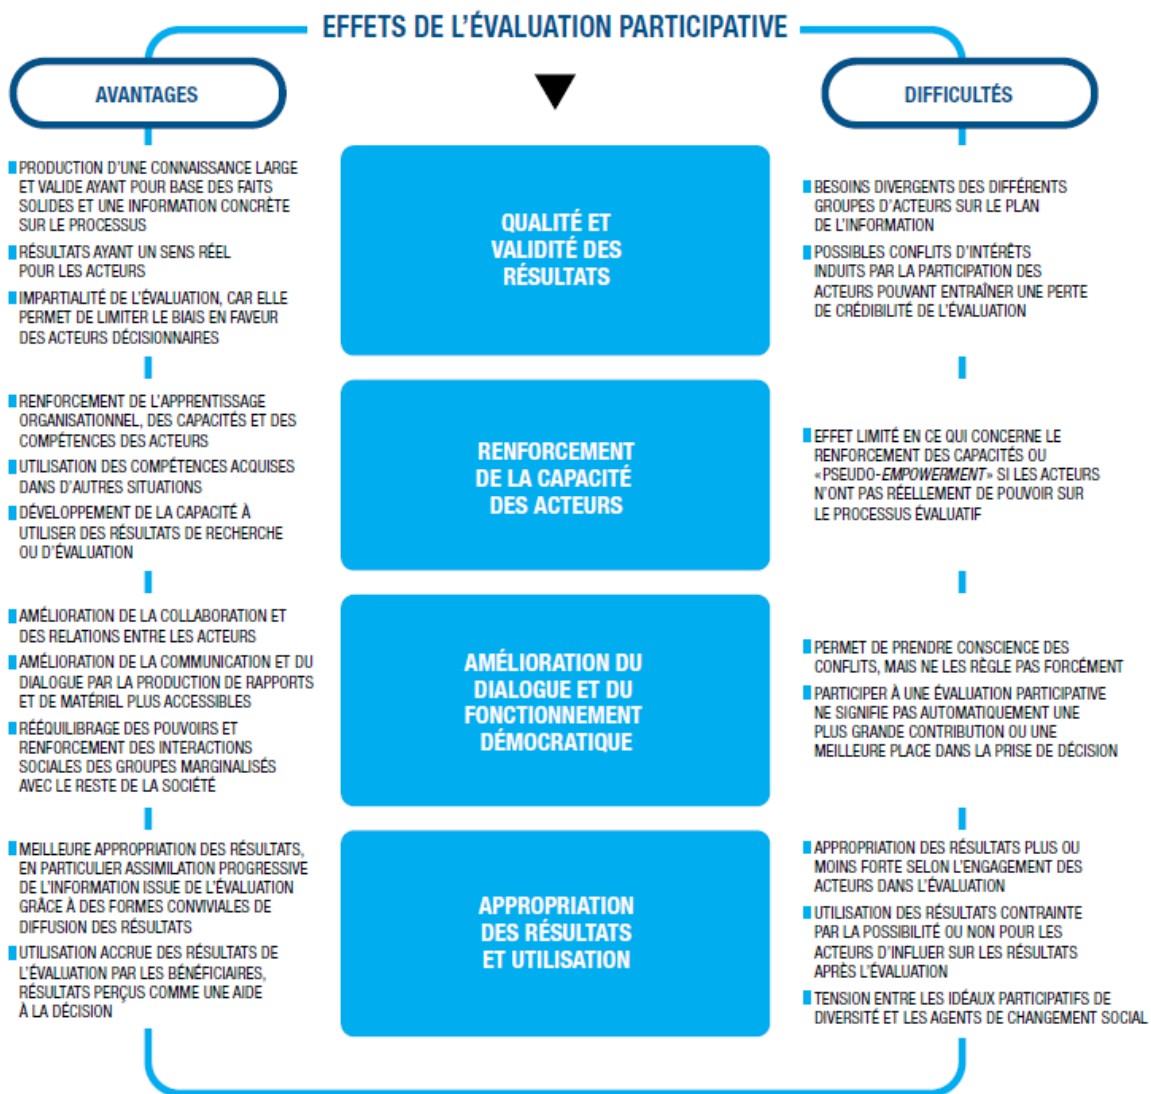 EFFETS DE L'ÉVALUATION PARTICIPATIVE
AVANTAGES
DIFFICULTÉS
PRODUCTION D'UNE CONNAISSANCE LARGE
ET VALIDE AYANT POUR BASE DES FAITS
SOLIDES ET UNE INFORMATION CONCRÈTE
SUR LE PROCESSUS
RÉSULTATS AYANT UN SENS RÉEL
POUR LES ACTEURS
IMPARTIALITÉ DE L'ÉVALUATION, CAR ELLE
PERMET DE LIMITER LE BIAIS EN FAVEUR
DES ACTEURS DÉCISIONNAIRES
QUALITÉ ET
VALIDITÉ DES
RÉSULTATS
BESOINS DIVERGENTS DES DIFFÉRENTS
GROUPES D'ACTEURS SUR LE PLAN
DE L'INFORMATION
POSSIBLES CONFLITS D'INTÉRÊTS
INDUITS PAR LA PARTICIPATION DES
ACTEURS POUVANT ENTRAÎNER UNE PERTE
DE CRÉDIBILITÉ DE L'ÉVALUATION
RENFORCEMENT DE L'APPRENTISSAGE
ORGANISATIONNEL, DES CAPACITÉS ET DES
COMPÉTENCES DES ACTEURS
UTILISATION DES COMPÉTENCES ACQUISES
DANS D'AUTRES SITUATIONS
DÉVELOPPEMENT DE LA CAPACITÉ À
UTILISER DES RÉSULTATS DE RECHERCHE
OU D'ÉVALUATION
RENFORCEMENT
DE LA CAPACITÉ
DES ACTEURS
EFFET LIMITÉ EN CE QUI CONCERNE LE
RENFORCEMENT DES CAPACITÉS OU
«PSEUDO-EMPOWERMENT» SI LES ACTEURS
N'ONT PAS RÉELLEMENT DE POUVOIR SUR
LE PROCESSUS ÉVALUATIF
AMÉLIORATION DE LA COLLABORATION ET
DES RELATIONS ENTRE LES ACTEURS
AMÉLIORATION DE LA COMMUNICATION ET DU
DIALOGUE PAR LA PRODUCTION DE RAPPORTS
ET DE MATÉRIEL PLUS ACCESSIBLES
RÉÉQUILIBRAGE DES POUVOIRS ET
RENFORCEMENT DES INTERACTIONS
SOCIALES DES GROUPES MARGINALISÉS
AVEC LE RESTE DE LA SOCIÉTÉ
AMÉLIORATION DU
DIALOGUE ET DU
FONCTIONNEMENT
DÉMOCRATIQUE
PERMET DE PRENDRE CONSCIENCE DES
CONFLITS, MAIS NE LES RÈGLE PAS FORCÉMENT
PARTICIPER À UNE ÉVALUATION PARTICIPATIVE
NE SIGNIFIE PAS AUTOMATIQUEMENT UNE
PLUS GRANDE CONTRIBUTION OU UNE
MEILLEURE PLACE DANS LA PRISE DE DÉCISION
MEILLEURE APPROPRIATION DES RÉSULTATS,
EN PARTICULIER ASSIMILATION PROGRESSIVE
DE L'INFORMATION ISSUE DE L'ÉVALUATION
GRÂCE À DES FORMES CONVIVIALES DE
DIFFUSION DES RÉSULTATS
UTILISATION ACCRUE DES RÉSULTATS DE
L'ÉVALUATION PAR LES BÉNÉFICIAIRES,
RÉSULTATS PERÇUS COMME UNE AIDE
À LA DÉCISION
APPROPRIATION
DES RÉSULTATS
ET UTILISATION
APPROPRIATION DES RÉSULTATS PLUS OU
MOINS FORTE SELON L'ENGAGEMENT DES
ACTEURS DANS L'ÉVALUATION
UTILISATION DES RÉSULTATS CONTRAINTE
PAR LA POSSIBILITÉ OU NON POUR LES
ACTEURS D'INFLUER SUR LES RÉSULTATS
APRÈS L'ÉVALUATION
TENSION ENTRE LES IDÉAUX PARTICIPATIFS DE
DIVERSITÉ ET LES AGENTS DE CHANGEMENT SOCIAL